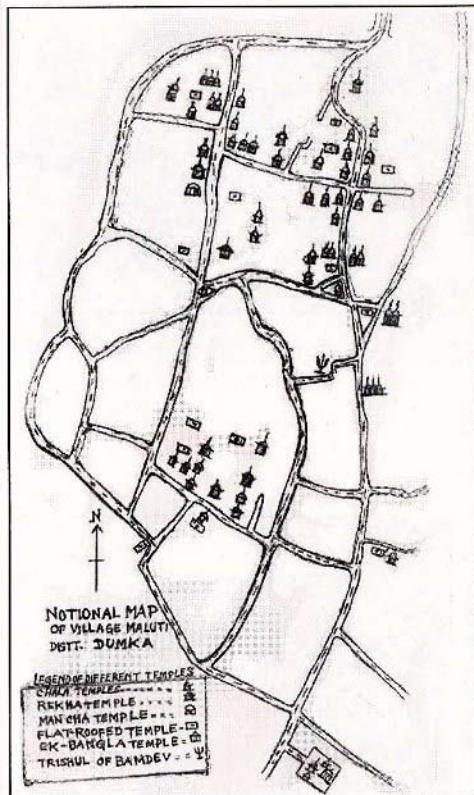 N
NOTIONAL MAP
OF VILLAGE MALUTI
DISTT. DUMKA
LEGEND OF DIFFERENT TEMPLES
CHALA TEMPLES
REKHA TEMPLE
MANCHA TEMPLE
FLAT-ROOFED TEMPLE
EK-BANGLA TEMPLE
TRISHUL OF BAMDEV